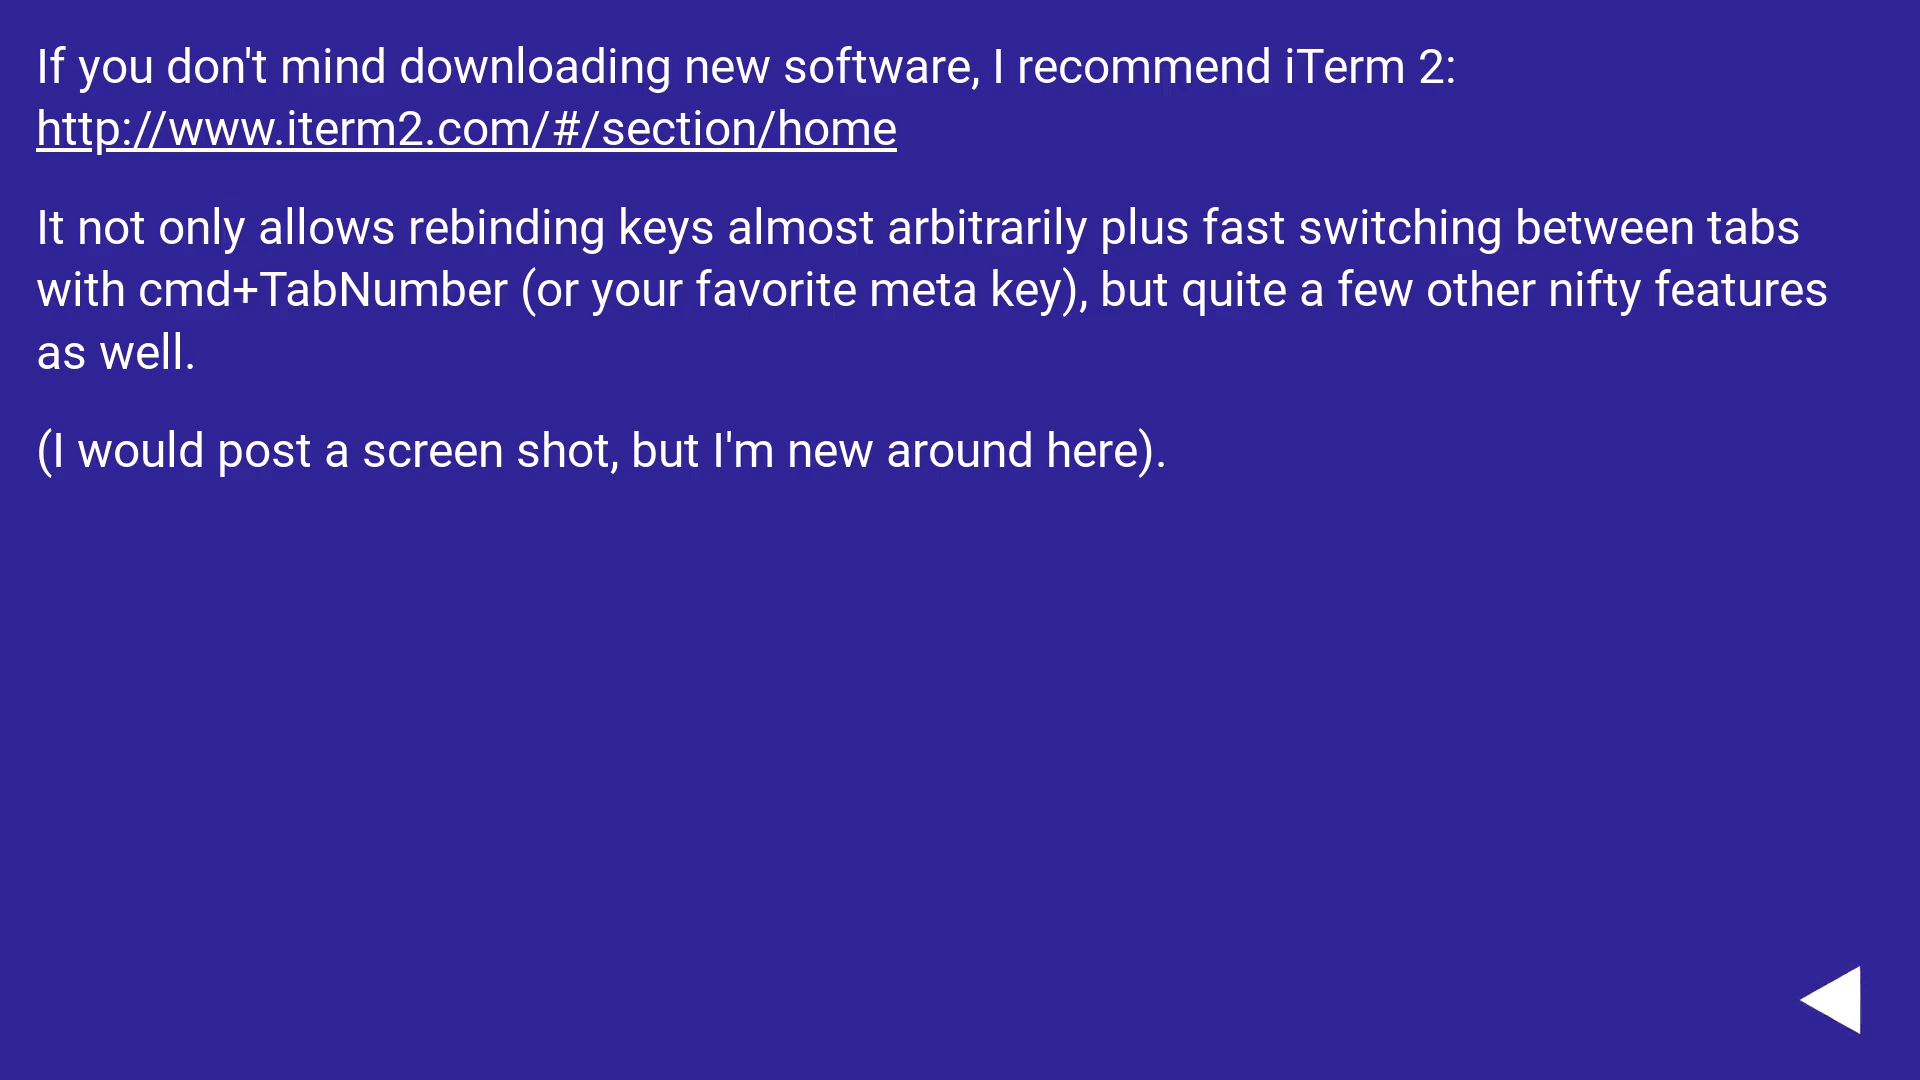 If you don't mind downloading new software, I recommend iTerm 2:
http://www.iterm2.com/#/section/home
It not only allows rebinding keys almost arbitrarily plus fast switching between tabs
with cmd+TabNumber (or your favorite meta key), but quite a few other nifty features
as well.
(I would post a screen shot, but I'm new around here).